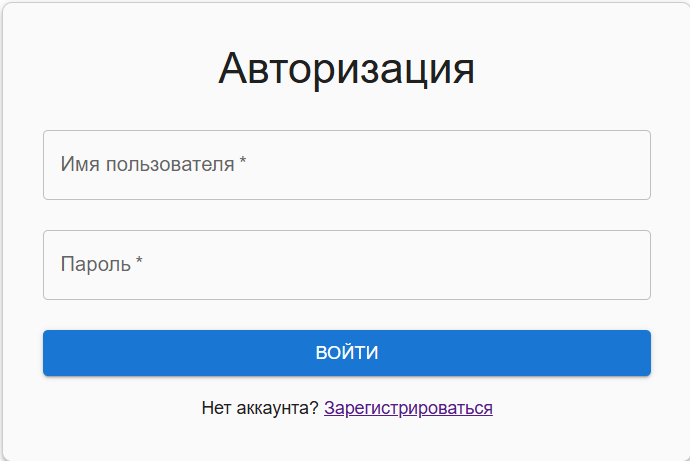 Авторизация
Имя пользователя *
Пароль *
ВОЙТИ
Нет аккаунта? Зарегистрироваться